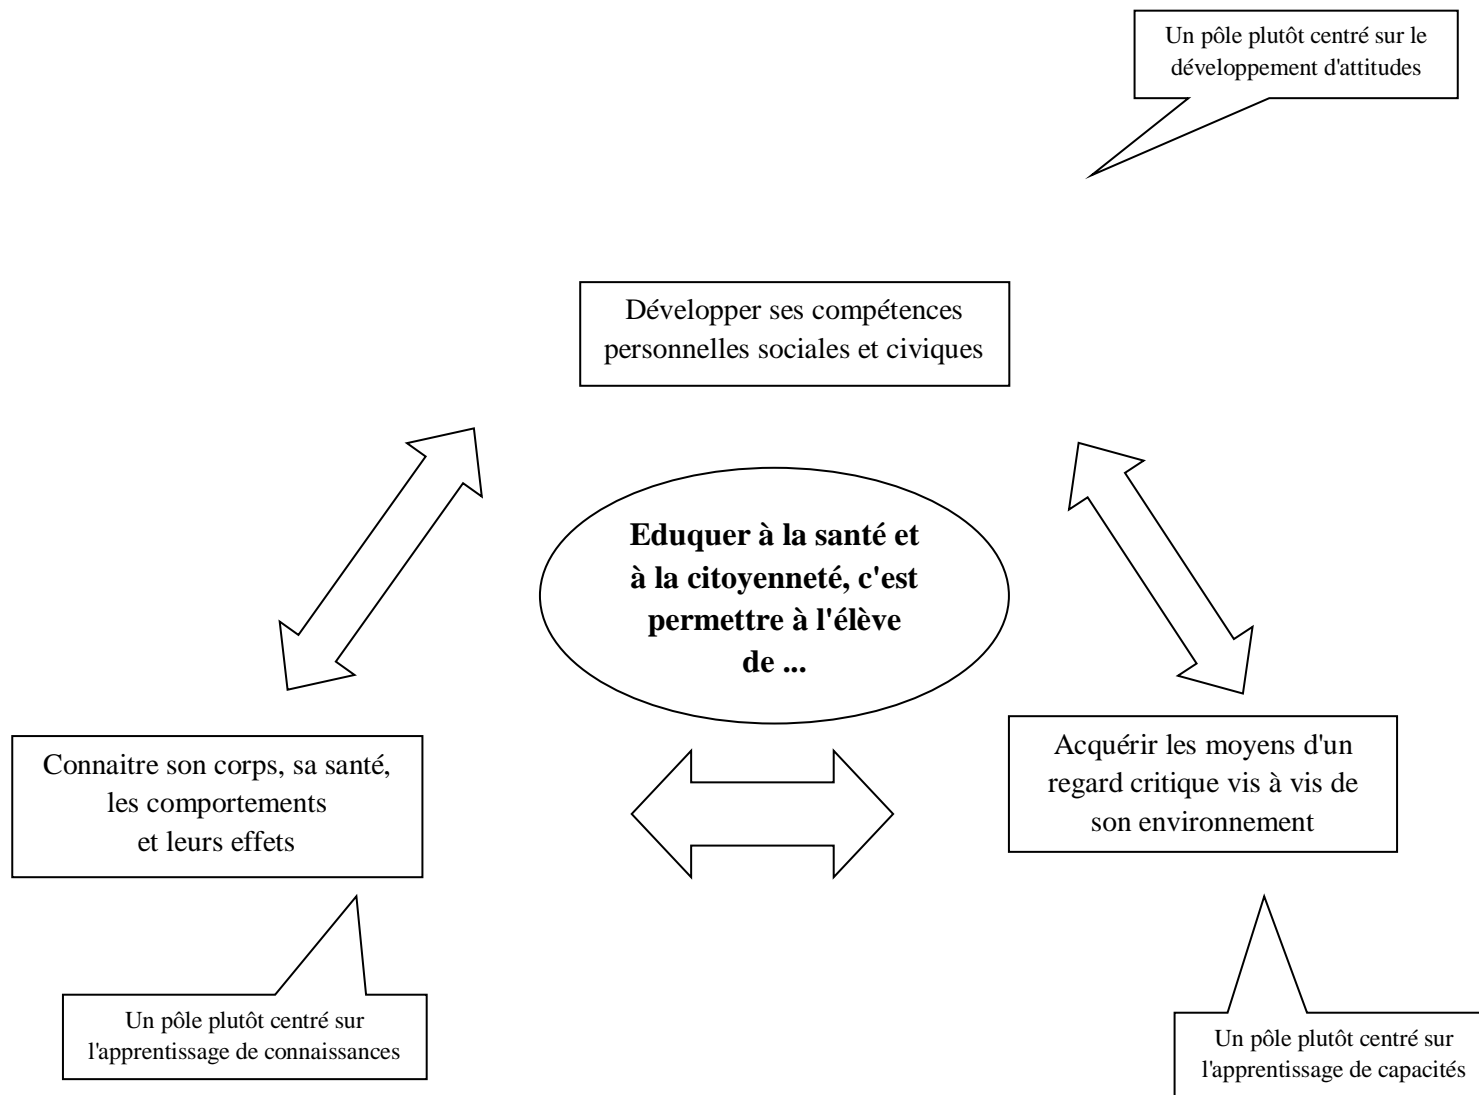 Un pôle plutôt centré sur le
développement d'attitudes
Développer ses compétences
personnelles sociales et civiques
Eduquer à la santé et
à la citoyenneté, c'est
permettre à l'élève
de ...
Connaitre son corps, sa santé,
les comportements
et leurs effets
Acquérir les moyens d'un
regard critique vis à vis de
son environnement
Un pôle plutôt centré sur
l'apprentissage de connaissances
Un pôle plutôt centré sur
l'apprentissage de capacités